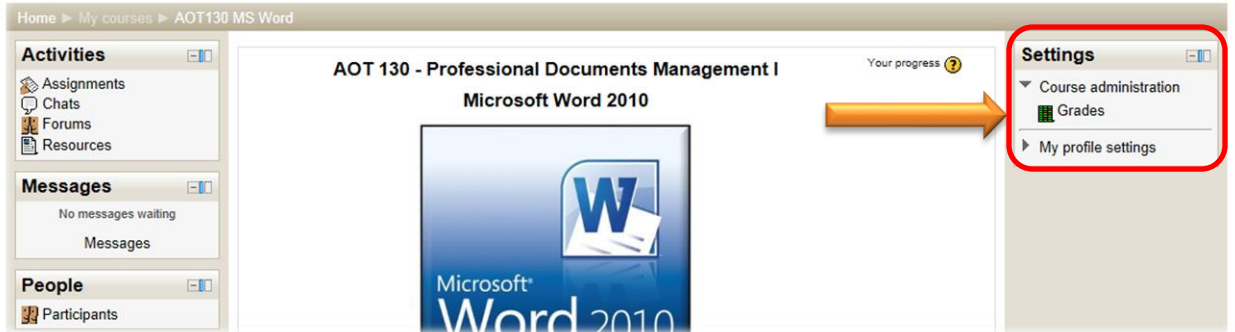 Home ► My courses ► AOT130 MS Word
Activities
Assignments
Chats
Forums
Resources
Messages
No messages waiting
Messages
People
Participants
Your progress
AOT 130 - Professional Documents Management I
Microsoft Word 2010
W
Microsoft
Word 2010
Settings
Course administration
Grades
My profile settings